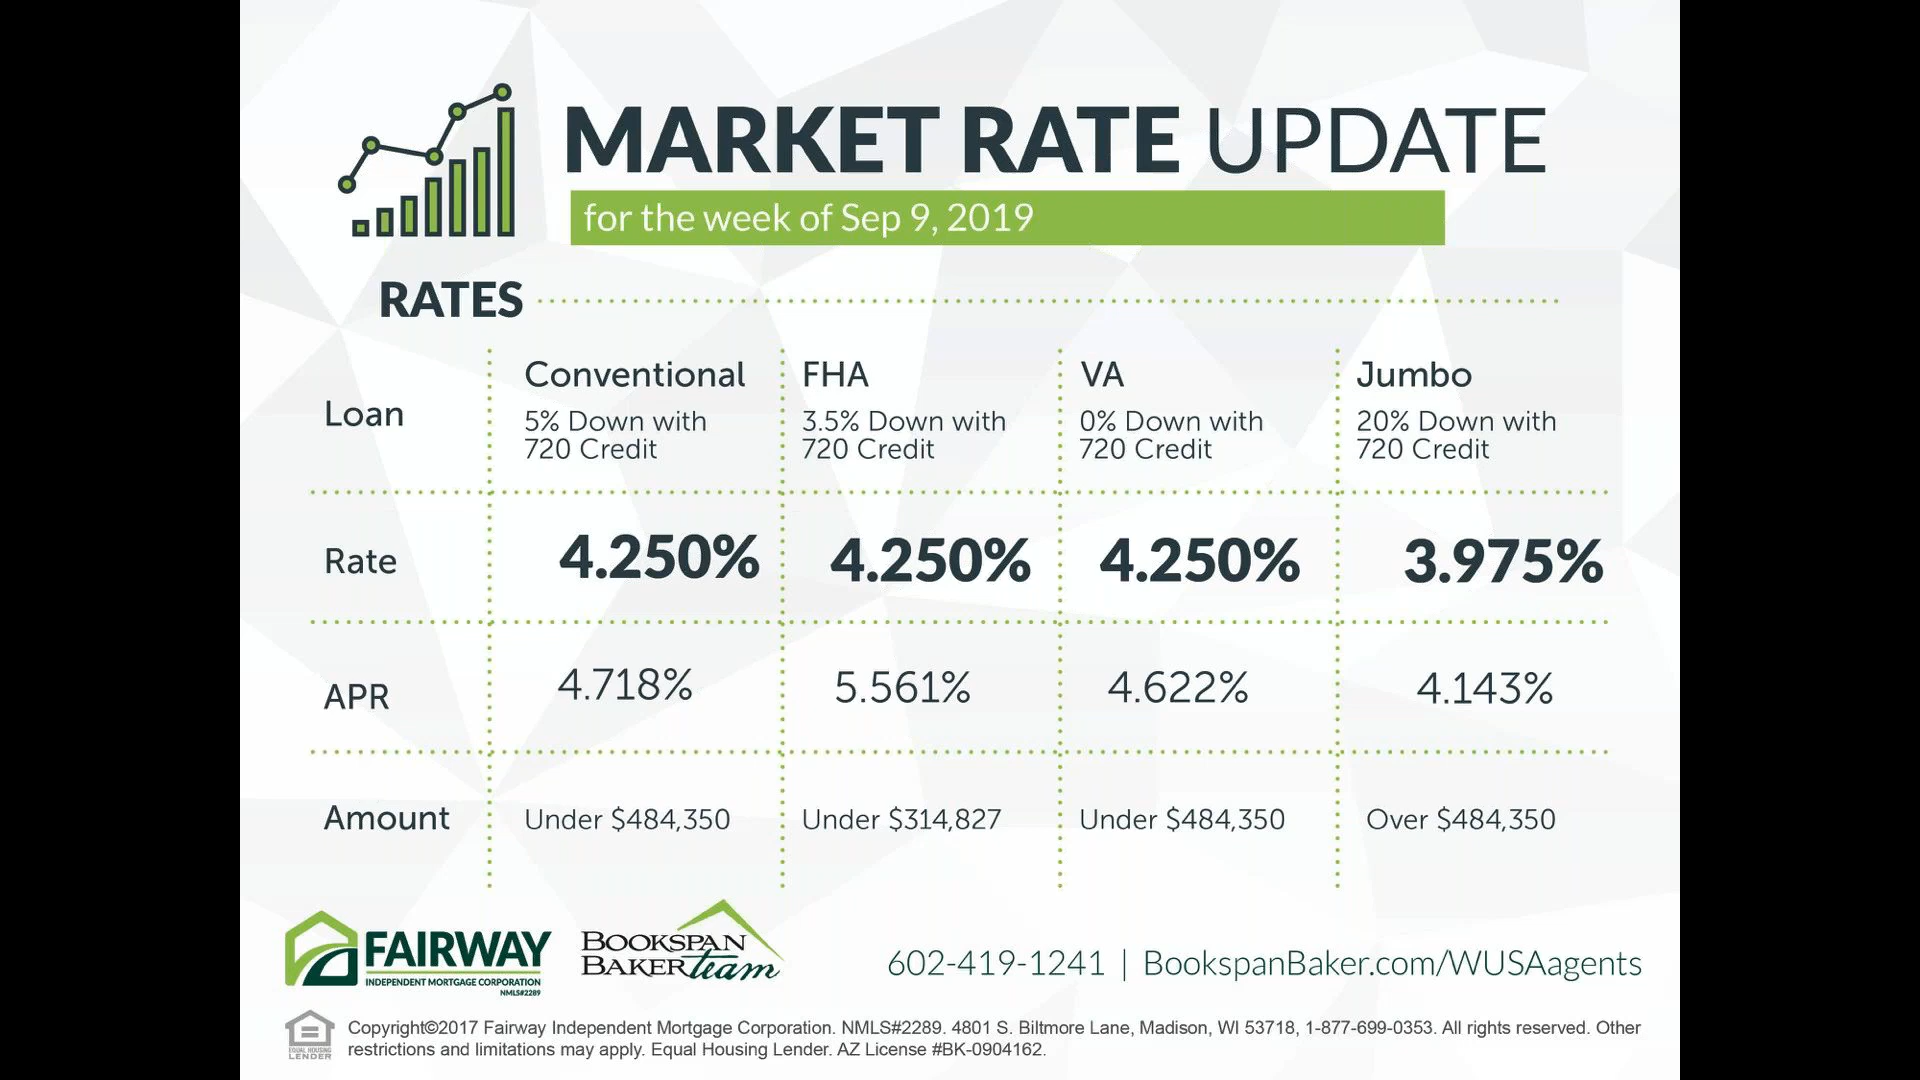 MARKET RATE UPDATE
for the week of Sep 9, 2019
RATES
Loan
Conventional
5% Down with
720 Credit
FHA
3.5% Down with
720 Credit
VA
0% Down with
720 Credit
Jumbo
20% Down with
720 Credit
Rate
4.250%
4.250%
4.250%
3.975%
APR
4.718%
5.561%
4.622%
4.143%
Amount
Under $484,350
Under $314,827
Under $484,350
Over $484,350
FAIRWAY
INDEPENDENT MORTGAGE CORPORATION
NMLS#2289
BOOKSPAN
BAKER team
602-419-1241 | BookspanBaker.com/WUSAagents
EQUAL HOUSING
LENDER
Copyright©2017 Fairway Independent Mortgage Corporation. NMLS#2289. 4801 S. Biltmore Lane, Madison, WI 53718, 1-877-699-0353. All rights reserved. Other
restrictions and limitations may apply. Equal Housing Lender. AZ License #BK-0904162.